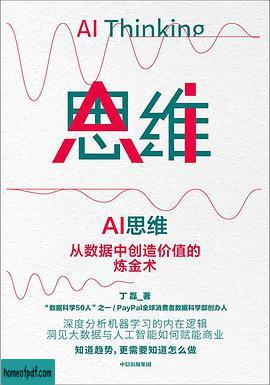 AI Thinking
思维
AI思维
从数据中创造价值的
炼金术
丁磊_著
“数据科学50人”之一 / PayPal全球消费者数据科学部创办人
深度分析机器学习的内在逻辑
洞见大数据与人工智能如何赋能商业
知道趋势,更需要知道怎么做
中信出版集团
homeofpdf.com